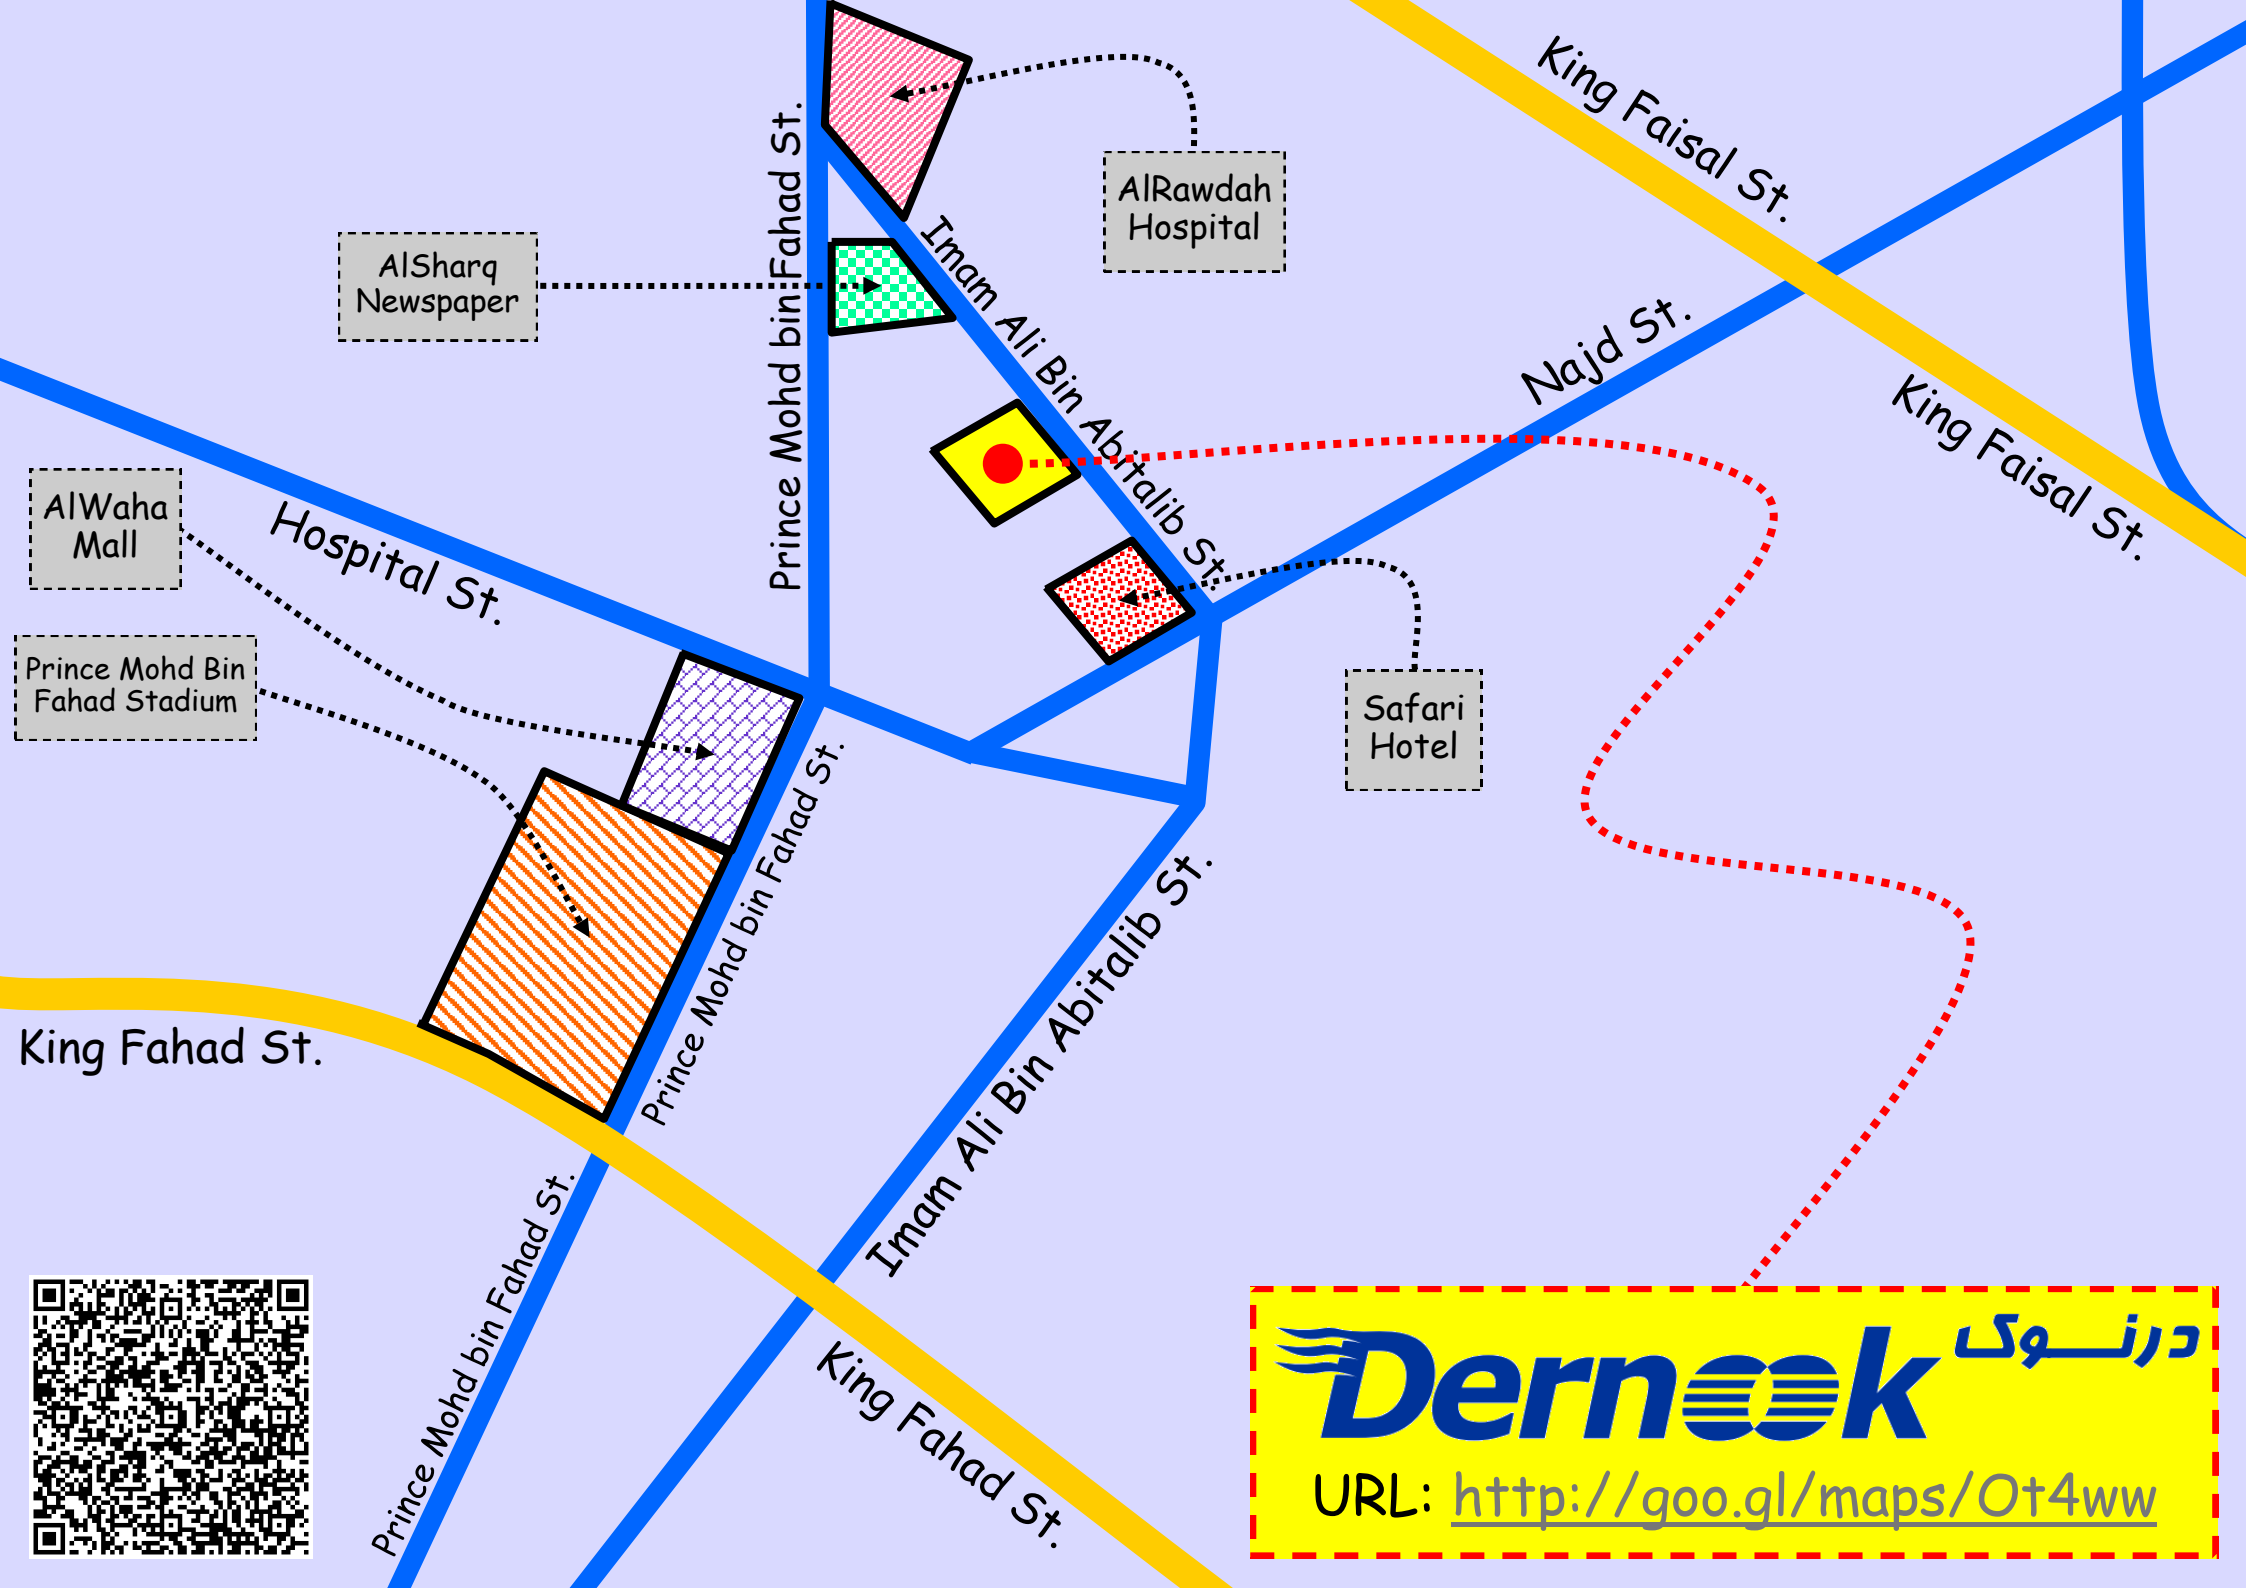 King Faisal St.
Prince Mohd bin Fahad St.
AlRawdah
Hospital
Imam Ali Bin Abitalib St.
AlSharq
Newspaper
Najd St.
King Faisal St.
AlWaha
Mall
Hospital St.
Prince Mohd Bin
Fahad Stadium
Safari
Hotel
Prince Mohd bin Fahad St.
Imam Ali Bin Abitalib St.
King Fahad St.
Prince Mohd bin Fahad St.
King Fahad St.
Dernook درنــوك
URL: http://goo.gl/maps/Ot4ww